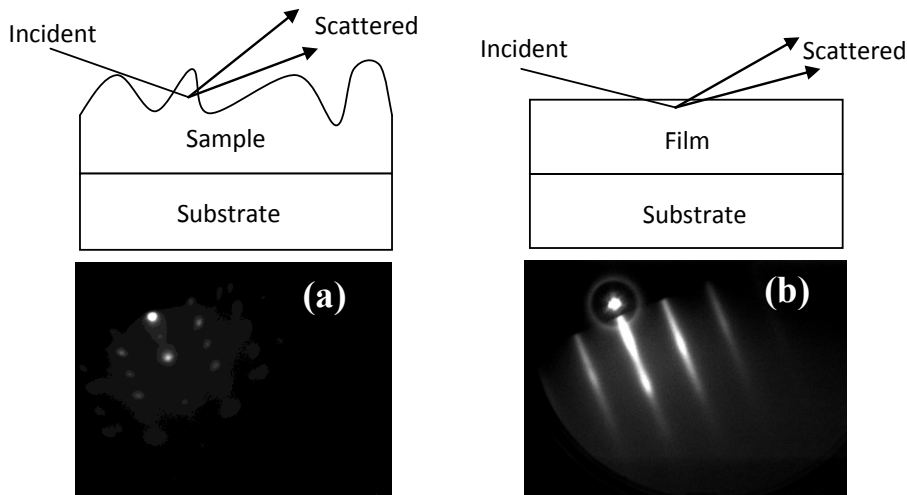 Incident
Scattered
Sample
Substrate
(a)
Incident
Scattered
Film
Substrate
(b)